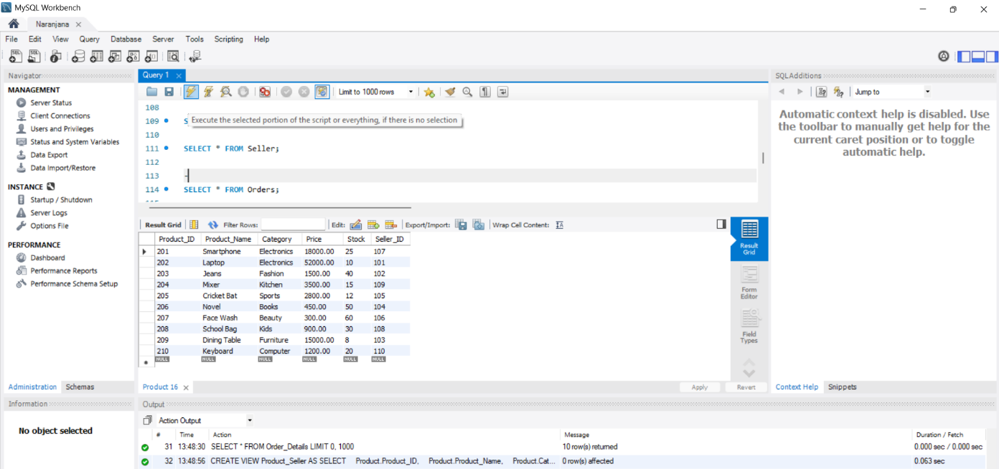 MySQL Workbench
Naranjana
File Edit View Query Database Server Tools Scripting Help
Navigator
MANAGEMENT
Server Status
Client Connections
Users and Privileges
Status and System Variables
Data Export
Data Import/Restore
INSTANCE
Startup / Shutdown
Server Logs
Options File
PERFORMANCE
Dashboard
Performance Reports
Performance Schema Setup
Administration Schemas
Information
No object selected
Query 1
Limit to 1000 rows
108
109 S
Execute the selected portion of the script or everything, if there is no selection
110
111 SELECT * FROM Seller;
112
113 -
114 SELECT * FROM Orders;
Result Grid Filter Rows: Edit: Export/Import: Wrap Cell Content:
Product_ID Product_Name Category Price Stock Seller_ID
201 Smartphone Electronics 18000.00 25 107
202 Laptop Electronics 52000.00 10 101
203 Jeans Fashion 1500.00 40 102
204 Mixer Kitchen 3500.00 15 109
205 Cricket Bat Sports 2800.00 12 105
206 Novel Books 450.00 50 104
207 Face Wash Beauty 300.00 60 106
208 School Bag Kids 900.00 30 108
209 Dining Table Furniture 15000.00 8 103
210 Keyboard Computer 1200.00 20 110
NULL NULL NULL NULL NULL NULL
Result Grid
Form Editor
Field Types
Product 16 Apply Revert
SQLAdditions
Jump to
Automatic context help is disabled. Use
the toolbar to manually get help for the
current caret position or to toggle
automatic help.
Context Help Snippets
Output
Action Output
# Time Action Message Duration / Fetch
31 13:48:30 SELECT * FROM Order_Details LIMIT 0, 1000 10 row(s) returned 0.000 sec / 0.000 sec
32 13:48:56 CREATE VIEW Product_Seller AS SELECT Product.Product_ID, Product.Product_Name, Product.Cat... 0 row(s) affected 0.063 sec